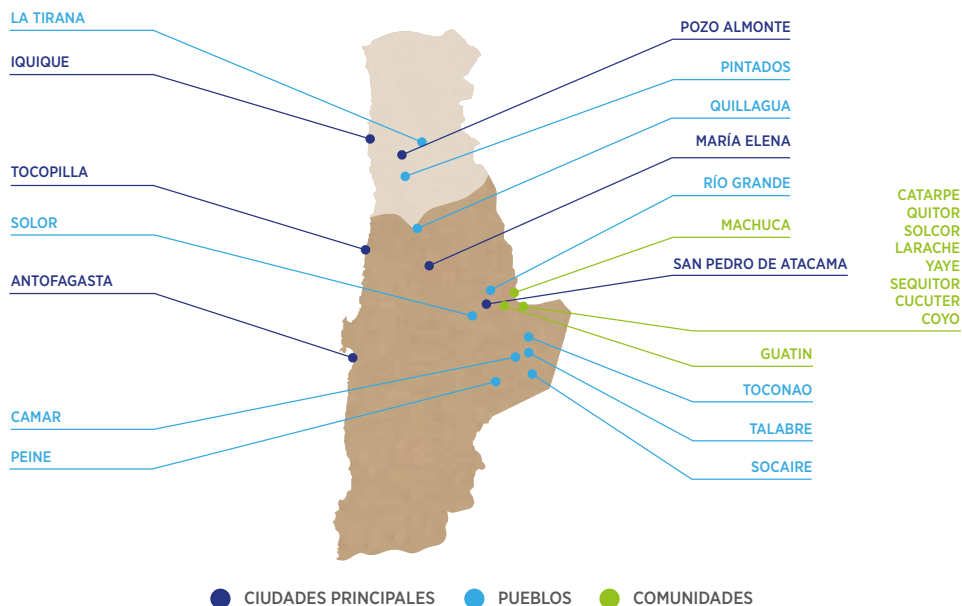 LA TIRANA
IQUIQUE
TOCOPILLA
SOLOR
ANTOFAGASTA
CAMAR
PEINE
POZO ALMONTE
PINTADOS
QUILLAGUA
MARÍA ELENA
RÍO GRANDE
MACHUCA
SAN PEDRO DE ATACAMA
CATARPE
QUITOR
SOLCOR
LARACHE
YAYE
SEQUITOR
CUCUTER
COYO
GUATIN
TOCONAO
TALABRE
SOCAIRE
CIUDADES PRINCIPALES
PUEBLOS
COMUNIDADES